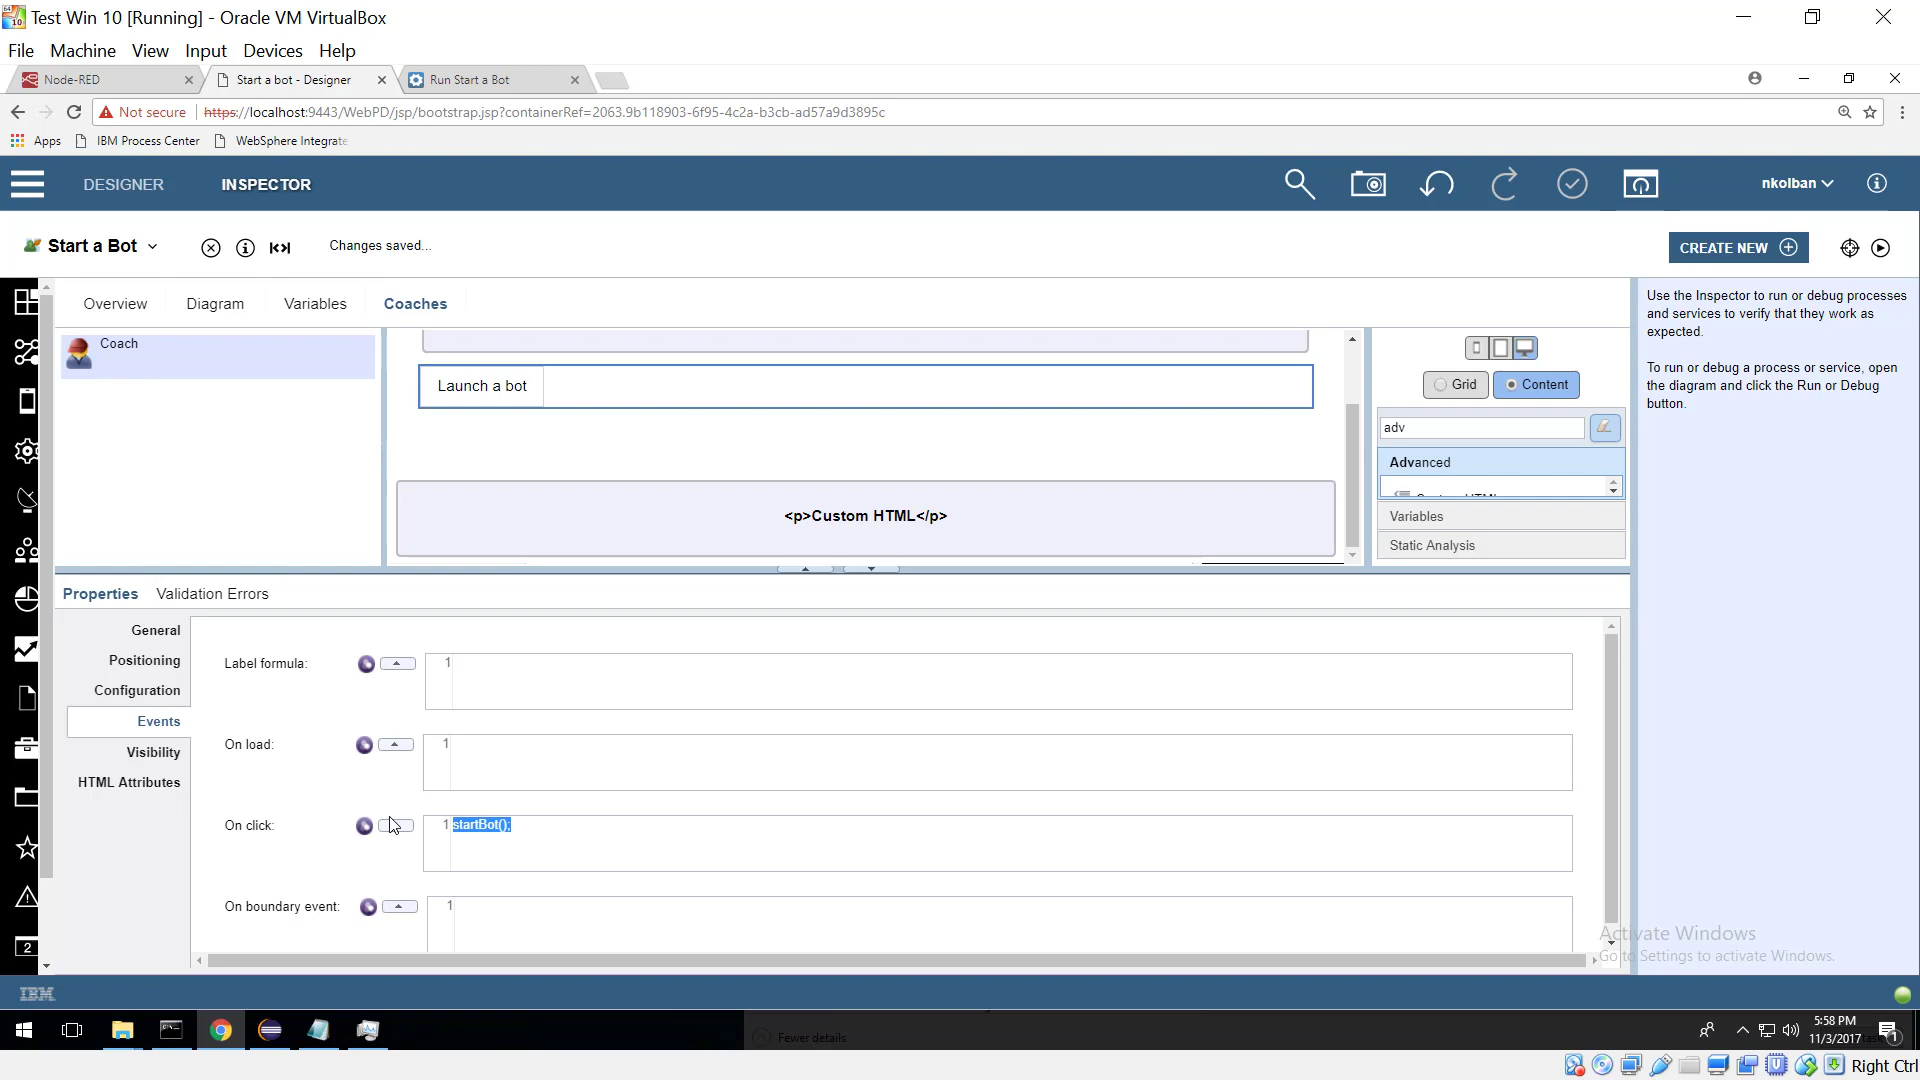 Test Win 10 [Running] - Oracle VM VirtualBox
File Machine View Input Devices Help
Node-RED
Start a bot - Designer
Run Start a Bot
Not secure https://localhost:9443/WebPD/jsp/bootstrap.jsp?containerRef=2063.9b118903-6f95-4c2a-b3cb-ad57a9d3895c
Apps IBM Process Center WebSphere Integrate
DESIGNER INSPECTOR
nkolban
Start a Bot
Changes saved...
CREATE NEW
Overview Diagram Variables Coaches
Coach
Launch a bot
<p>Custom HTML</p>
Grid Content
adv
Advanced
Variables
Static Analysis
Use the Inspector to run or debug processes
and services to verify that they work as
expected.
To run or debug a process or service, open
the diagram and click the Run or Debug
button.
Properties Validation Errors
General
Positioning
Configuration
Events
Visibility
HTML Attributes
Label formula: 1
On load: 1
On click: 1 startBot();
On boundary event: 1
2
Activate Windows
Go to Settings to activate Windows.
IBM
Fewer details
5:58 PM
11/3/2017
1
Right Ctrl